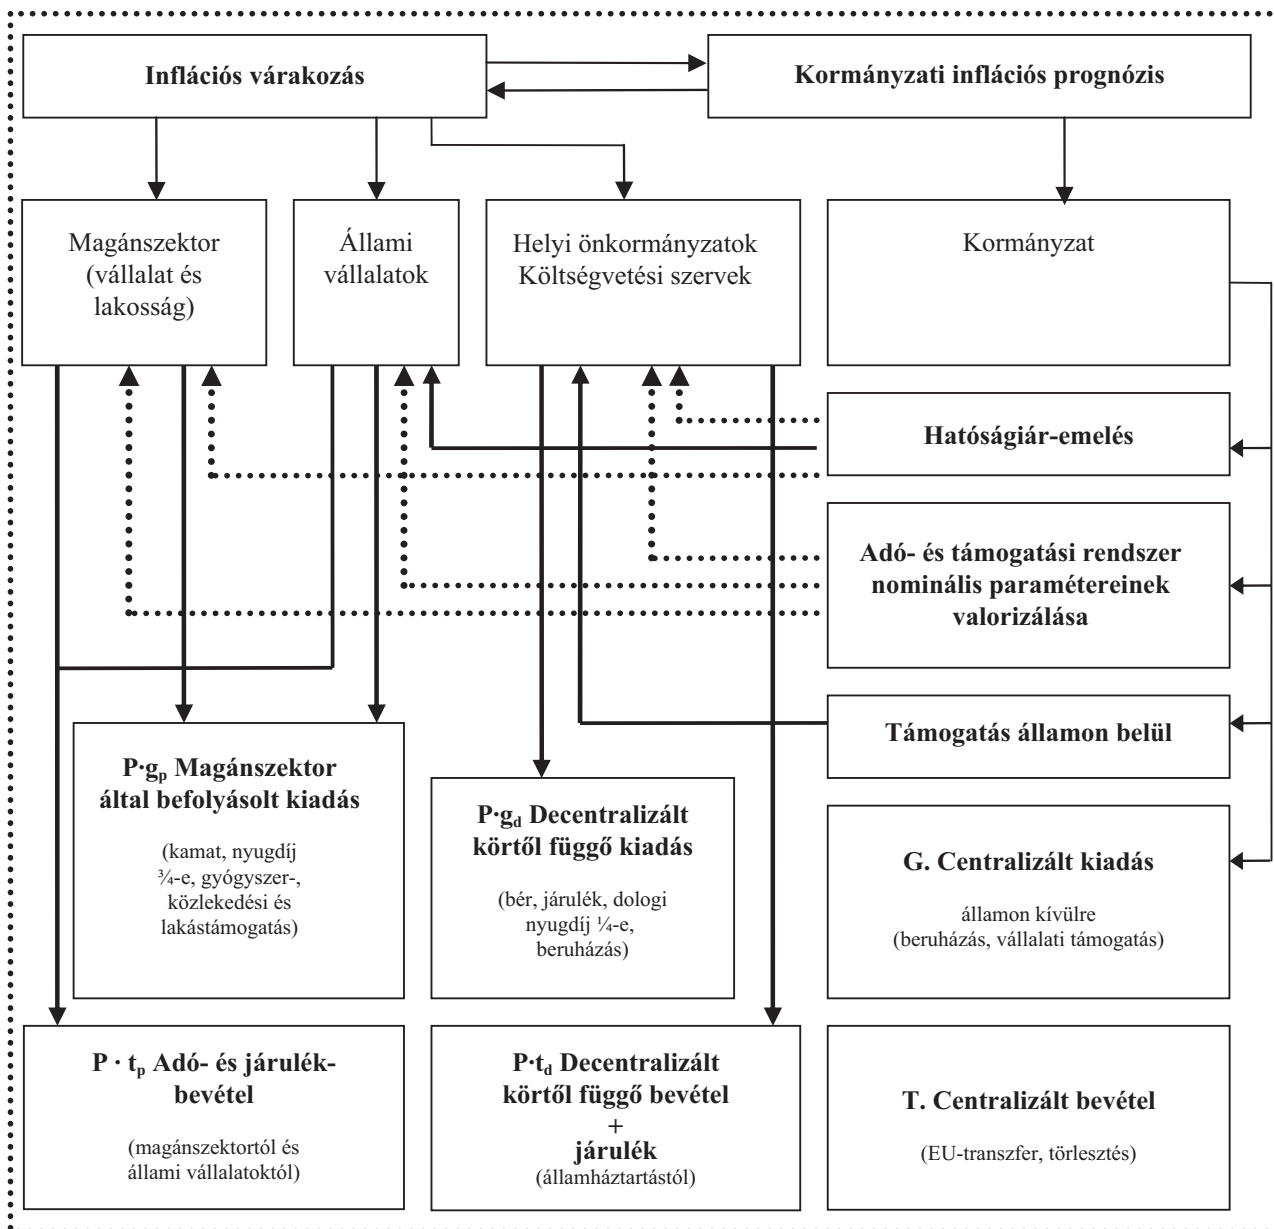 Inflációs várakozás
Kormányzati inflációs prognózis
Magánszektor
(vállalat és
lakosság)
Állami
vállalatok
Helyi önkormányzatok
Költségvetési szervek
Kormányzat
Hatóságiár-emelés
Adó- és támogatási rendszer
nominális paramétereinek
valorizálása
Támogatás államon belül
P·gp Magánszektor
által befolyásolt kiadás
(kamat, nyugdíj
¾-e, gyógyszer-,
közlekedési és
lakástámogatás)
P·gd Decentralizált
körtől függő kiadás
(bér, járulék, dologi
nyugdíj ¼-e,
beruházás)
G. Centralizált kiadás
államon kívülre
(beruházás, vállalati támogatás)
P · tp Adó- és járulék-
bevétel
(magánszektortól és
állami vállalatoktól)
P·td Decentralizált
körtől függő bevétel
+
járulék
(államháztartástól)
T. Centralizált bevétel
(EU-transzfer, törlesztés)